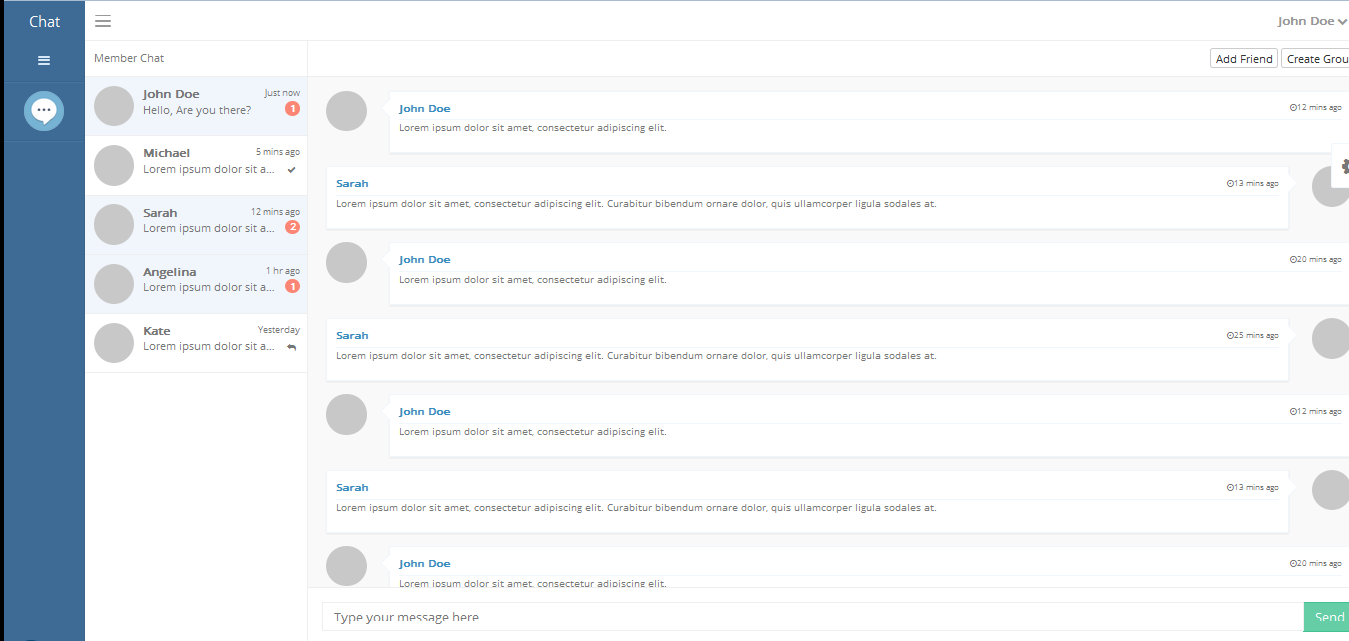 Chat
John Doe
Member Chat
Add Friend
Create Grou
John Doe
Just now
Hello, Are you there?
1
Michael
5 mins ago
Lorem ipsum dolor sit a...
Sarah
12 mins ago
Lorem ipsum dolor sit a...
2
Angelina
1 hr ago
Lorem ipsum dolor sit a...
1
Kate
Yesterday
Lorem ipsum dolor sit a...
John Doe
12 mins ago
Lorem ipsum dolor sit amet, consectetur adipiscing elit.
Sarah
13 mins ago
Lorem ipsum dolor sit amet, consectetur adipiscing elit. Curabitur bibendum ornare dolor, quis ullamcorper ligula sodales at.
John Doe
20 mins ago
Lorem ipsum dolor sit amet, consectetur adipiscing elit.
Sarah
25 mins ago
Lorem ipsum dolor sit amet, consectetur adipiscing elit. Curabitur bibendum ornare dolor, quis ullamcorper ligula sodales at.
John Doe
12 mins ago
Lorem ipsum dolor sit amet, consectetur adipiscing elit.
Sarah
13 mins ago
Lorem ipsum dolor sit amet, consectetur adipiscing elit. Curabitur bibendum ornare dolor, quis ullamcorper ligula sodales at.
John Doe
20 mins ago
Lorem ipsum dolor sit amet, consectetur adipiscing elit.
Type your message here
Send